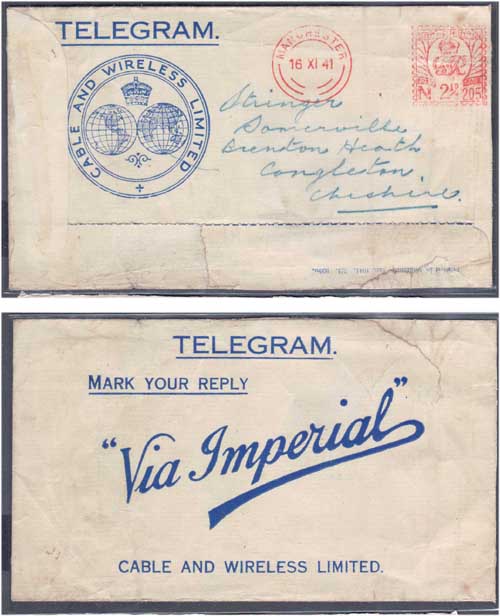 TELEGRAM.
CABLE AND WIRELESS LIMITED
MANCHESTER
16 XI 41
N 2½ 205
Stringer
Somerville
Brereton Heath
Congleton
Cheshire.
TELEGRAM.
MARK YOUR REPLY
"Via Imperial"
CABLE AND WIRELESS LIMITED.